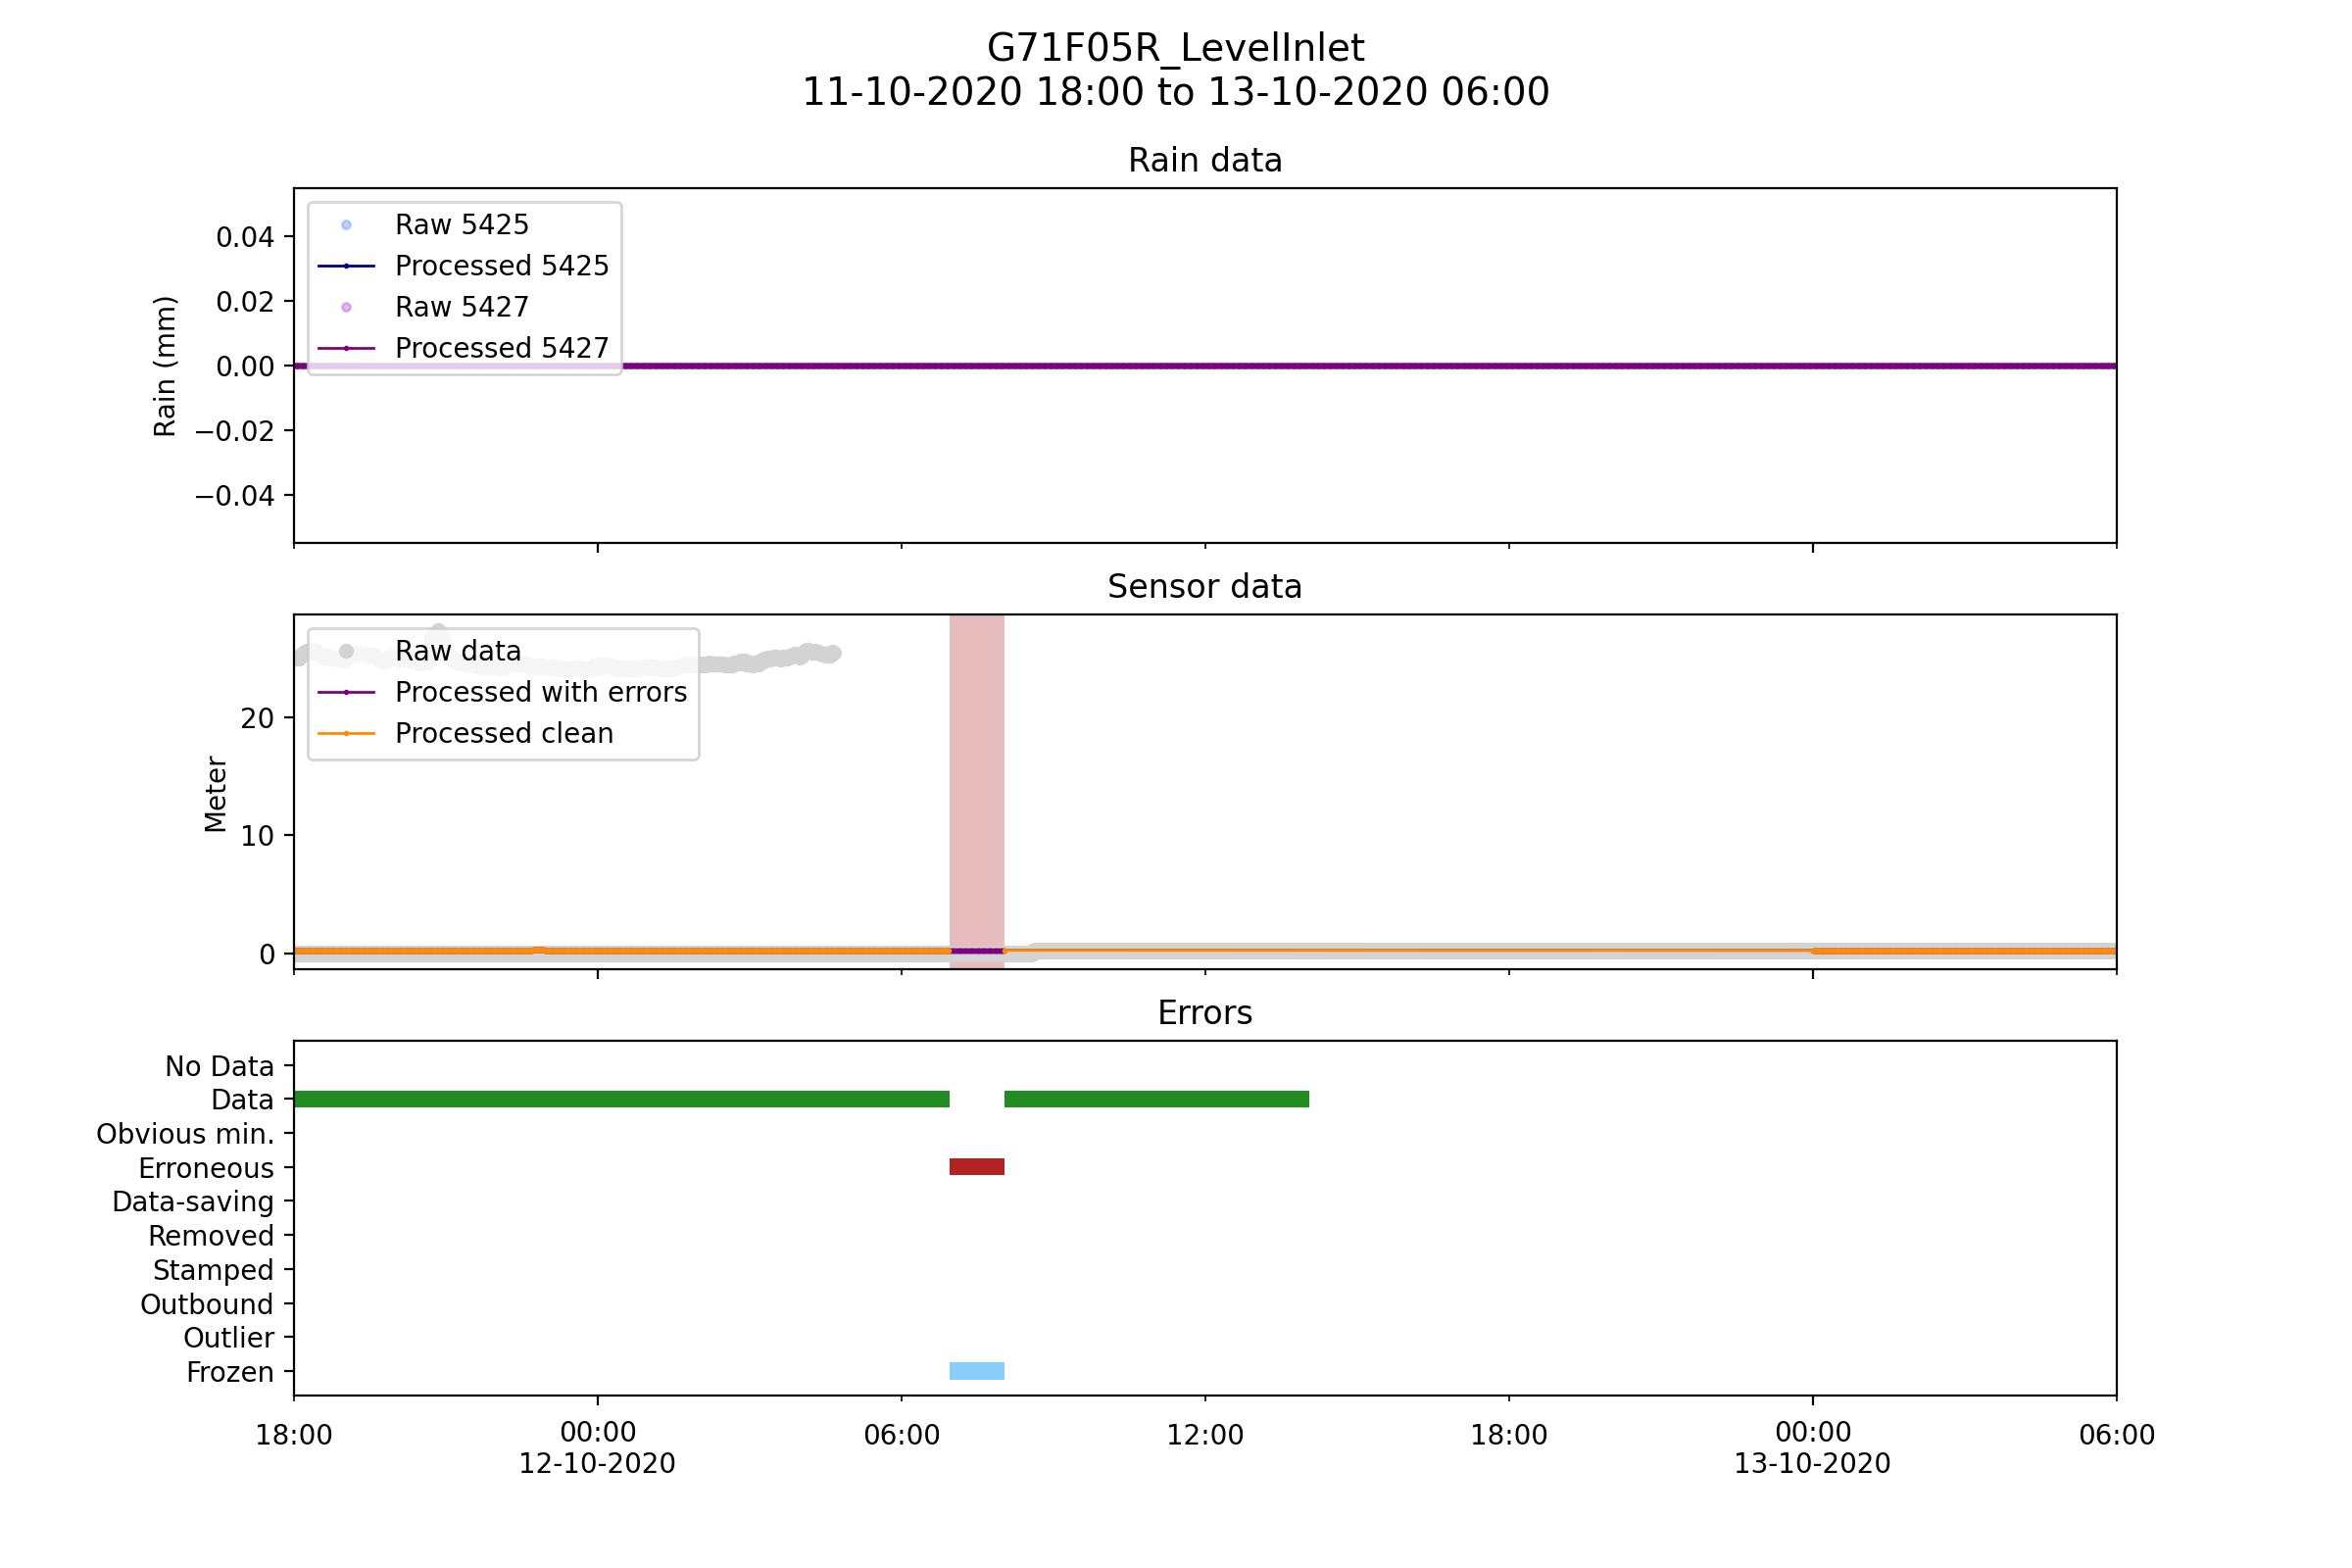 G71F05R_LevelInlet
11-10-2020 18:00 to 13-10-2020 06:00
Rain data
Rain (mm)
0.04
0.02
0.00
−0.02
−0.04
Raw 5425
Processed 5425
Raw 5427
Processed 5427
Sensor data
Meter
20
10
0
Raw data
Processed with errors
Processed clean
Errors
No Data
Data
Obvious min.
Erroneous
Data-saving
Removed
Stamped
Outbound
Outlier
Frozen
18:00 00:00 06:00 12:00 18:00 00:00 06:00
12-10-2020 13-10-2020